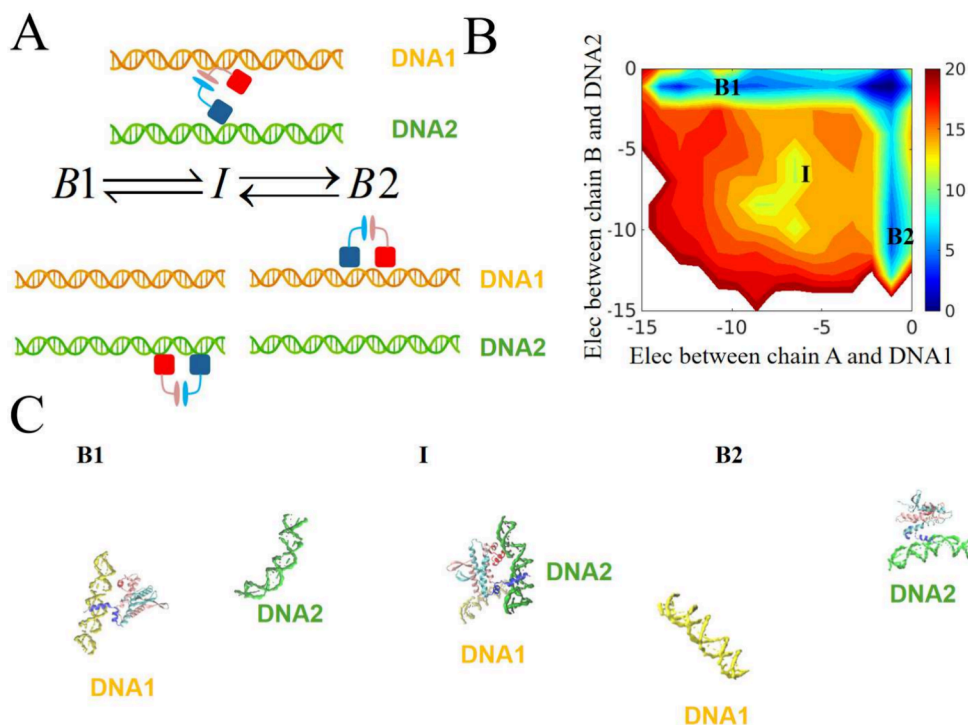 A
DNA1
DNA2
B1 I B2
DNA1
DNA2
B
Elec between chain B and DNA2
0
-5
-10
-15
B1
I
B2
-15 -10 -5 0
Elec between chain A and DNA1
20
15
10
5
0
C
B1 I B2
DNA2
DNA1
DNA2
DNA1
DNA2
DNA1